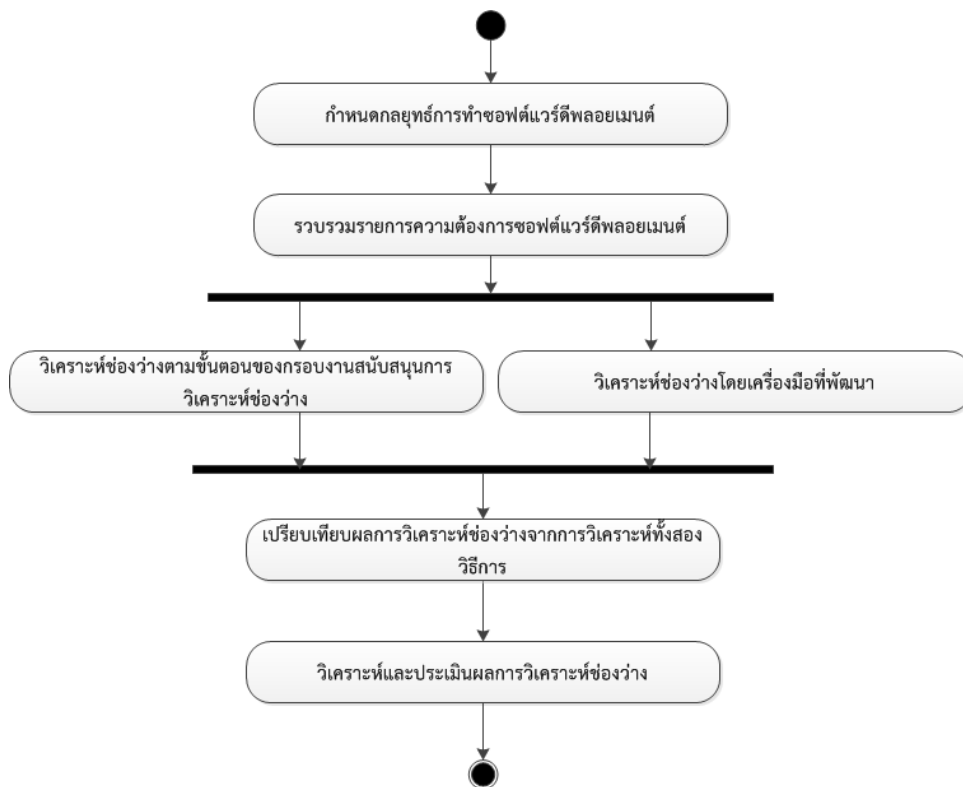 กำหนดกลยุทธ์การทำซอฟต์แวร์ดีพลอยเมนต์
รวบรวมรายการความต้องการซอฟต์แวร์ดีพลอยเมนต์
วิเคราะห์ช่องว่างตามขั้นตอนของกรอบงานสนับสนุนการ
วิเคราะห์ช่องว่าง
วิเคราะห์ช่องว่างโดยเครื่องมือที่พัฒนา
เปรียบเทียบผลการวิเคราะห์ช่องว่างจากการวิเคราะห์ทั้งสอง
วิธีการ
วิเคราะห์และประเมินผลการวิเคราะห์ช่องว่าง